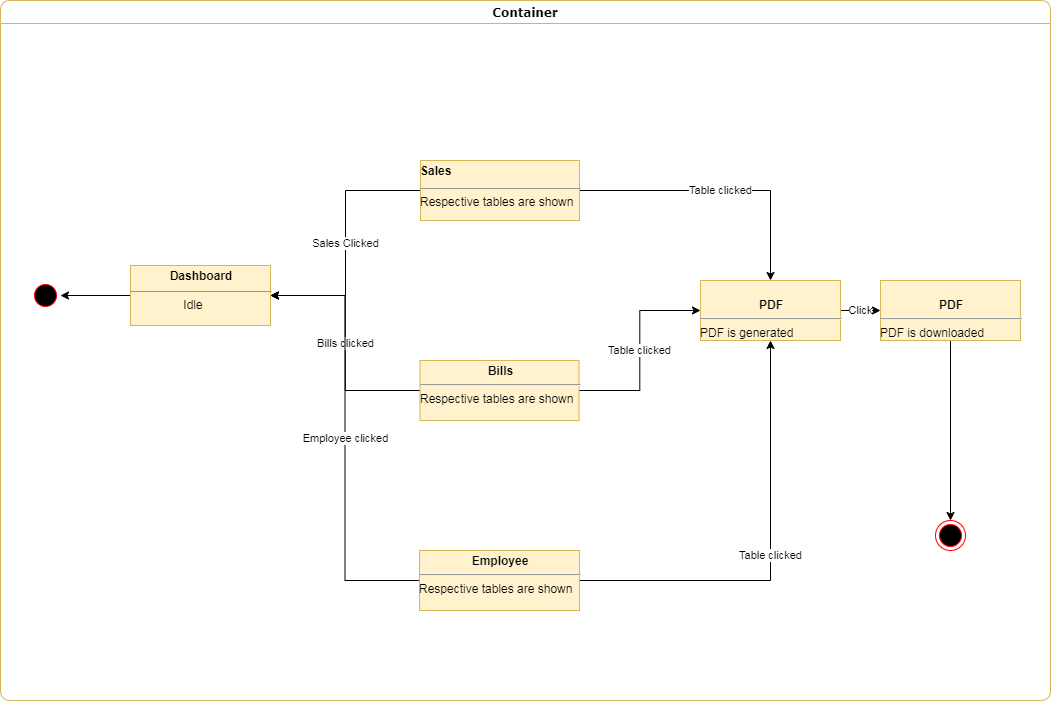 Container
Sales
Respective tables are shown
Table clicked
Sales Clicked
Dashboard
Idle
PDF
PDF is generated
Click
PDF
PDF is downloaded
Bills clicked
Table clicked
Bills
Respective tables are shown
Employee clicked
Employee
Respective tables are shown
Table clicked